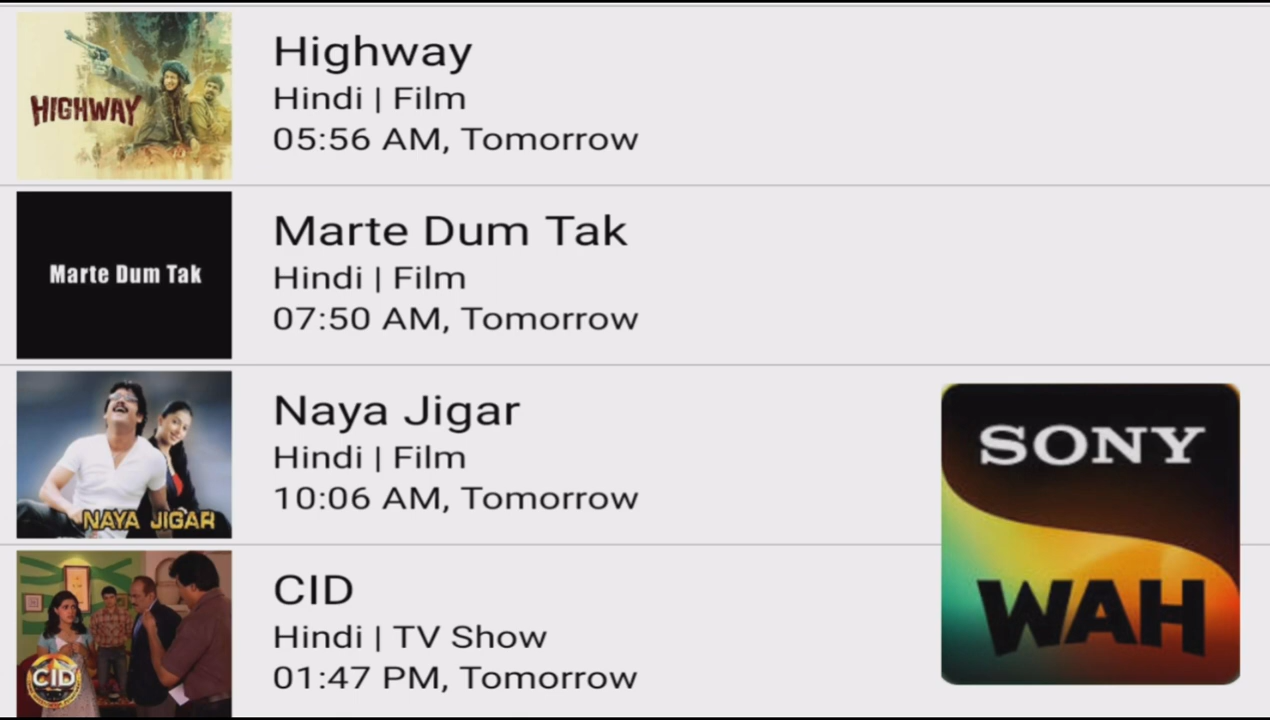 HIGHWAY
Highway
Hindi | Film
05:56 AM, Tomorrow
Marte Dum Tak
Marte Dum Tak
Hindi | Film
07:50 AM, Tomorrow
NAYA JIGAR
Naya Jigar
Hindi | Film
10:06 AM, Tomorrow
CID
CID
Hindi | TV Show
01:47 PM, Tomorrow
SONY
WAH